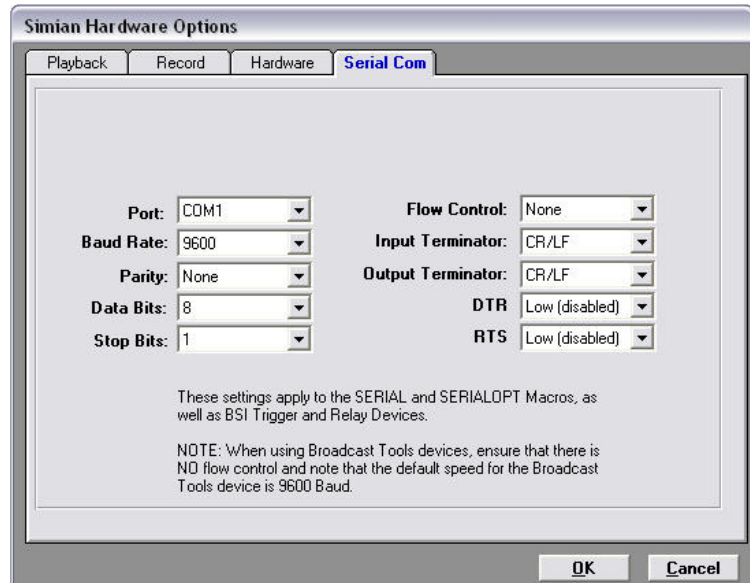 Simian Hardware Options
Playback Record Hardware Serial Com
Port: COM1
Baud Rate: 9600
Parity: None
Data Bits: 8
Stop Bits: 1
Flow Control: None
Input Terminator: CR/LF
Output Terminator: CR/LF
DTR Low (disabled)
RTS Low (disabled)
These settings apply to the SERIAL and SERIALOPT Macros, as
well as BSI Trigger and Relay Devices.
NOTE: When using Broadcast Tools devices, ensure that there is
NO flow control and note that the default speed for the Broadcast
Tools device is 9600 Baud.
OK Cancel